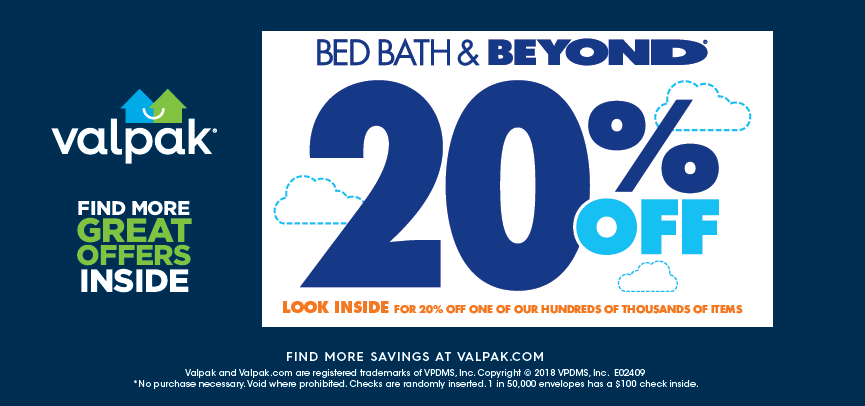 valpak®
FIND MORE
GREAT
OFFERS
INSIDE
BED BATH & BEYOND®
20%
OFF
LOOK INSIDE FOR 20% OFF ONE OF OUR HUNDREDS OF THOUSANDS OF ITEMS
FIND MORE SAVINGS AT VALPAK.COM
Valpak and Valpak.com are registered trademarks of VPDMS, Inc. Copyright © 2018 VPDMS, Inc. E02409
*No purchase necessary. Void where prohibited. Checks are randomly inserted. 1 in 50,000 envelopes has a $100 check inside.